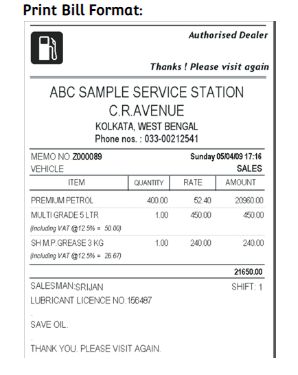 Print Bill Format:
Authorised Dealer
Thanks ! Please visit again
ABC SAMPLE SERVICE STATION
C.R.AVENUE
KOLKATA, WEST BENGAL
Phone nos. : 033-00212541
MEMO NO Z000089 Sunday 05/04/09 17:16
VEHICLE SALES
ITEM QUANTITY RATE AMOUNT
PREMIUM PETROL 400.00 52.40 20960.00
MULTI GRADE 5 LTR 1.00 450.00 450.00
(Including VAT @12.5% = 50.00)
SH M.P.GREASE 3 KG 1.00 240.00 240.00
(Including VAT @12.5% = 26.67)
21650.00
SALESMAN:SRIJAN SHIFT: 1
LUBRICANT LICENCE NO. 156487
SAVE OIL.
THANK YOU. PLEASE VISIT AGAIN.